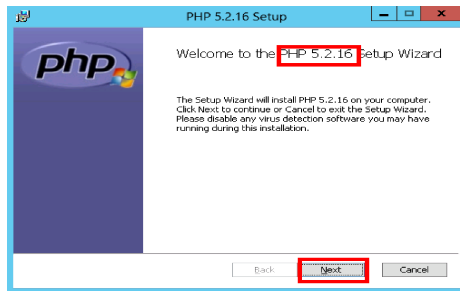 PHP 5.2.16 Setup
php
Welcome to the PHP 5.2.16 Setup Wizard
The Setup Wizard will install PHP 5.2.16 on your computer.
Click Next to continue or Cancel to exit the Setup Wizard.
Please disable any virus detection software you may have
running during this installation.
Back Next Cancel